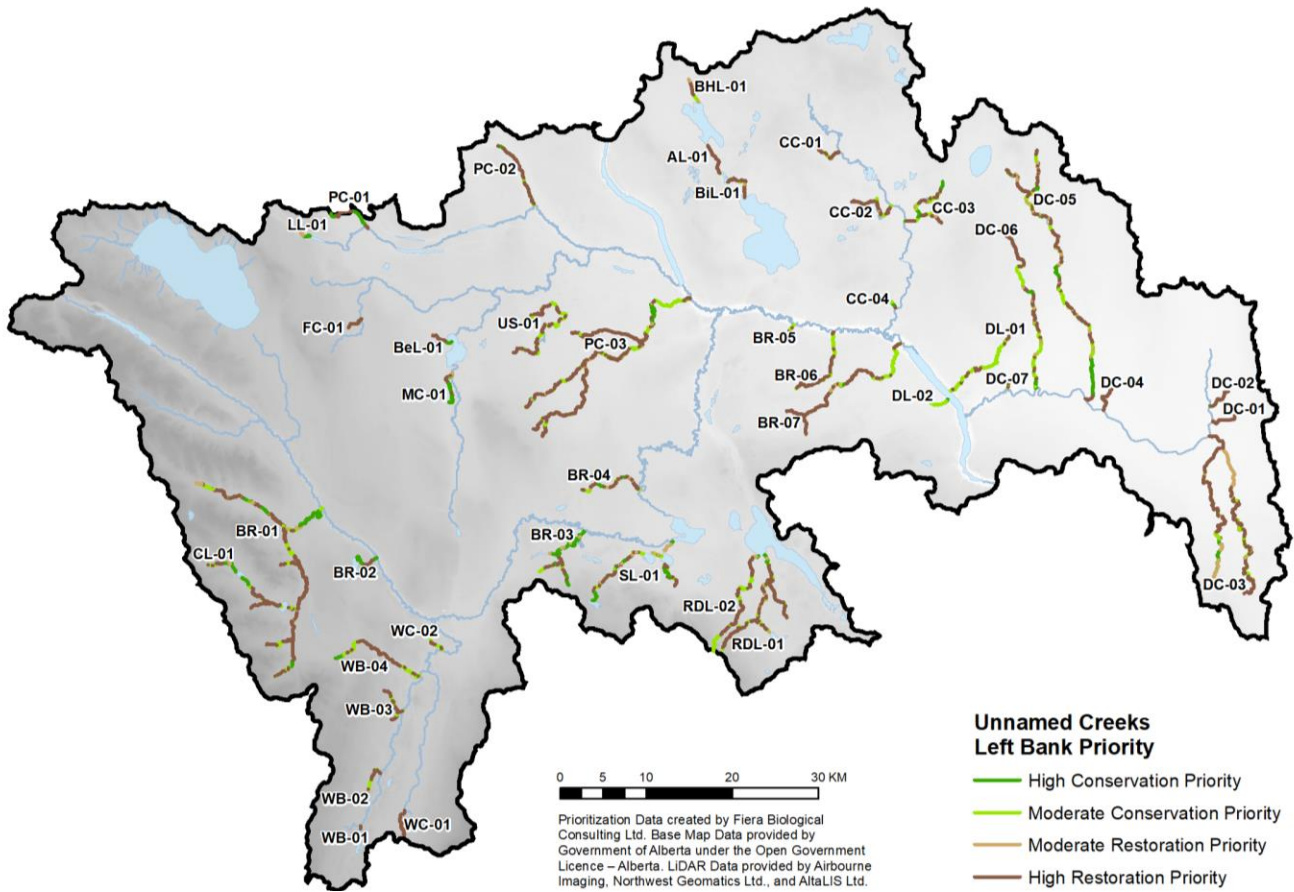 BHL-01
AL-01
CC-01
PC-02
BiL-01
PC-01
CC-02
CC-03
DC-05
LL-01
DC-06
CC-04
FC-01
US-01
BeL-01
PC-03
BR-05
DL-01
MC-01
BR-06
DC-07
DC-04
DC-02
DL-02
DC-01
BR-07
BR-04
BR-01
BR-03
CL-01
BR-02
SL-01
DC-03
RDL-02
WC-02
RDL-01
WB-04
WB-03
WB-02
WB-01
WC-01
0 5 10 20 30 KM
Prioritization Data created by Fiera Biological
Consulting Ltd. Base Map Data provided by
Government of Alberta under the Open Government
Licence – Alberta. LiDAR Data provided by Airbourne
Imaging, Northwest Geomatics Ltd., and AltaLIS Ltd.
Unnamed Creeks
Left Bank Priority
High Conservation Priority
Moderate Conservation Priority
Moderate Restoration Priority
High Restoration Priority